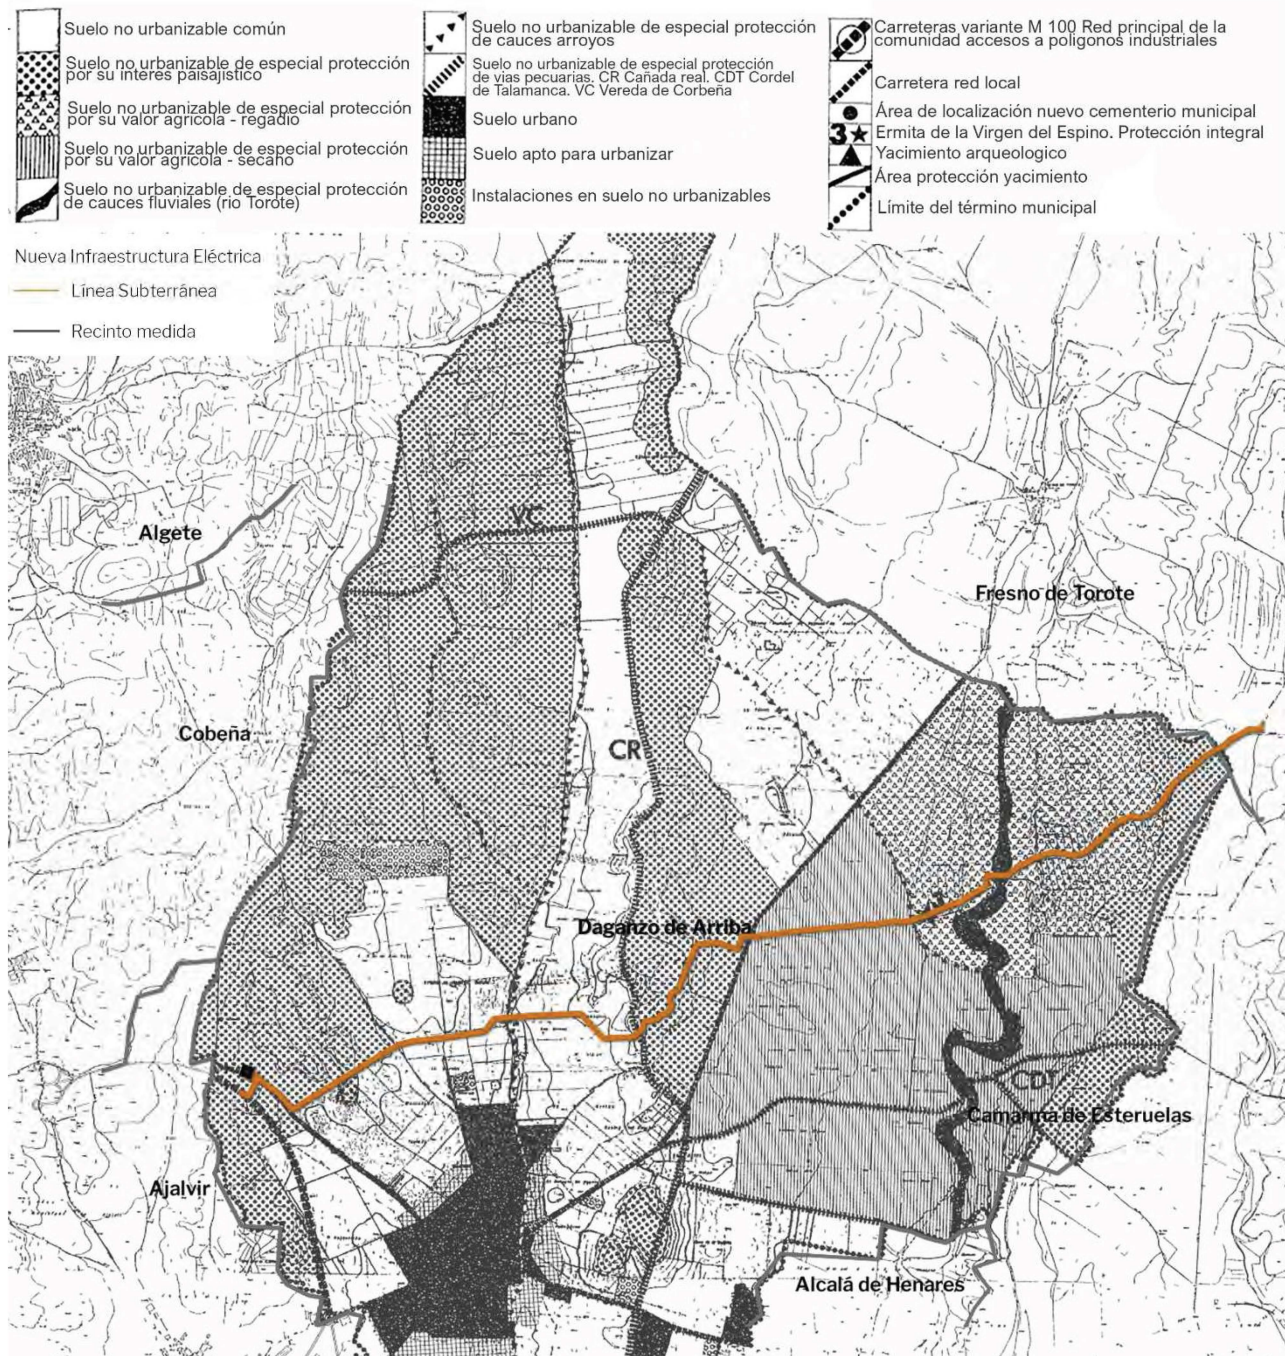 Suelo no urbanizable común
Suelo no urbanizable de especial protección
por su interés paisajístico
Suelo no urbanizable de especial protección
por su valor agricola - regadio
Suelo no urbanizable de especial protección
por su valor agricola - secano
Suelo no urbanizable de especial protección
de cauces fluviales (rio Torote)
Suelo no urbanizable de especial protección
de cauces arroyos
Suelo no urbanizable de especial protección
de vias pecuarias. CR Cañada real. CDT Cordel
de Talamanca. VC Vereda de Corbeña
Suelo urbano
Suelo apto para urbanizar
Instalaciones en suelo no urbanizables
Carreteras variante M 100 Red principal de la
comunidad accesos a poligonos industriales
Carretera red local
Área de localización nuevo cementerio municipal
3 Ermita de la Virgen del Espino. Protección integral
Yacimiento arqueologico
Área protección yacimiento
Límite del término municipal
Nueva Infraestructura Eléctrica
Línea Subterránea
Recinto medida
VC
Algete
Fresno de Torote
Cobeña
CR
Daganzo de Arriba
CDT
Camarma de Esteruelas
Ajalvir
Alcalá de Henares